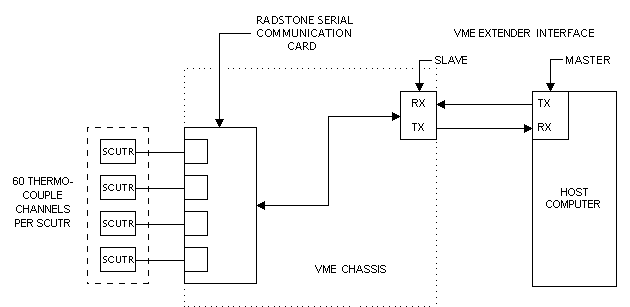 RADSTONE SERIAL
COMMUNICATION
CARD
VME EXTENDER INTERFACE
SLAVE
MASTER
RX
TX
TX
RX
SCUTR
SCUTR
SCUTR
SCUTR
60 THERMO-
COUPLE
CHANNELS
PER SCUTR
HOST
COMPUTER
VME CHASSIS